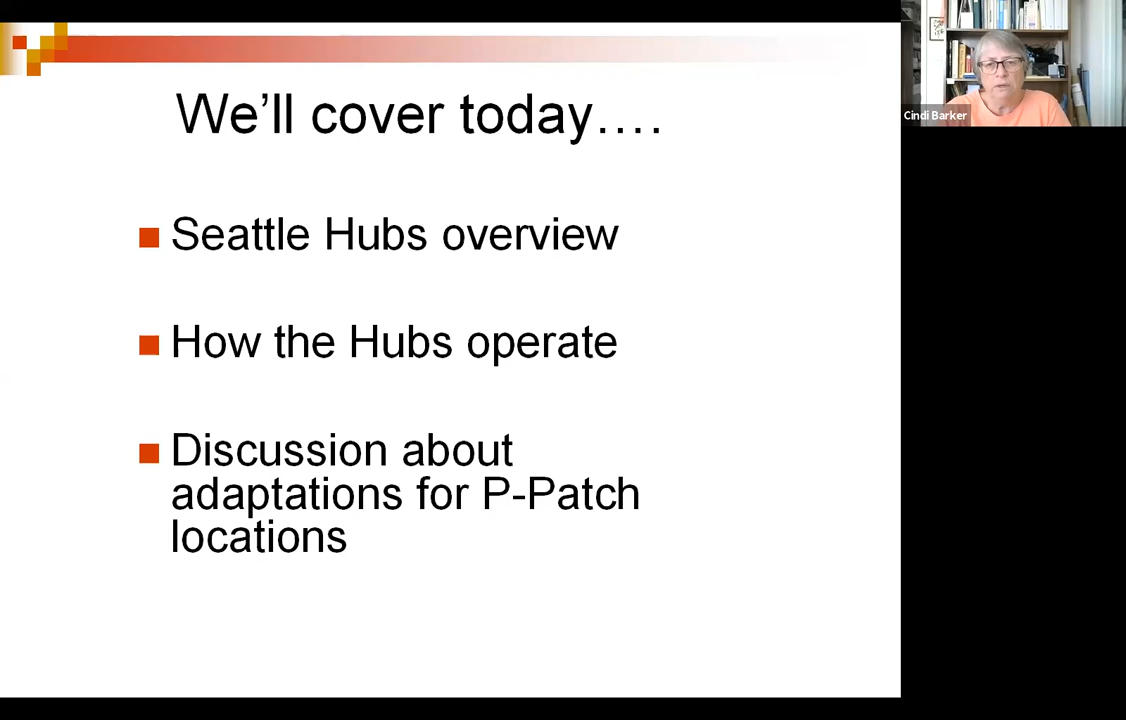 We’ll cover today….
Seattle Hubs overview
How the Hubs operate
Discussion about
adaptations for P-Patch
locations
Cindi Barker